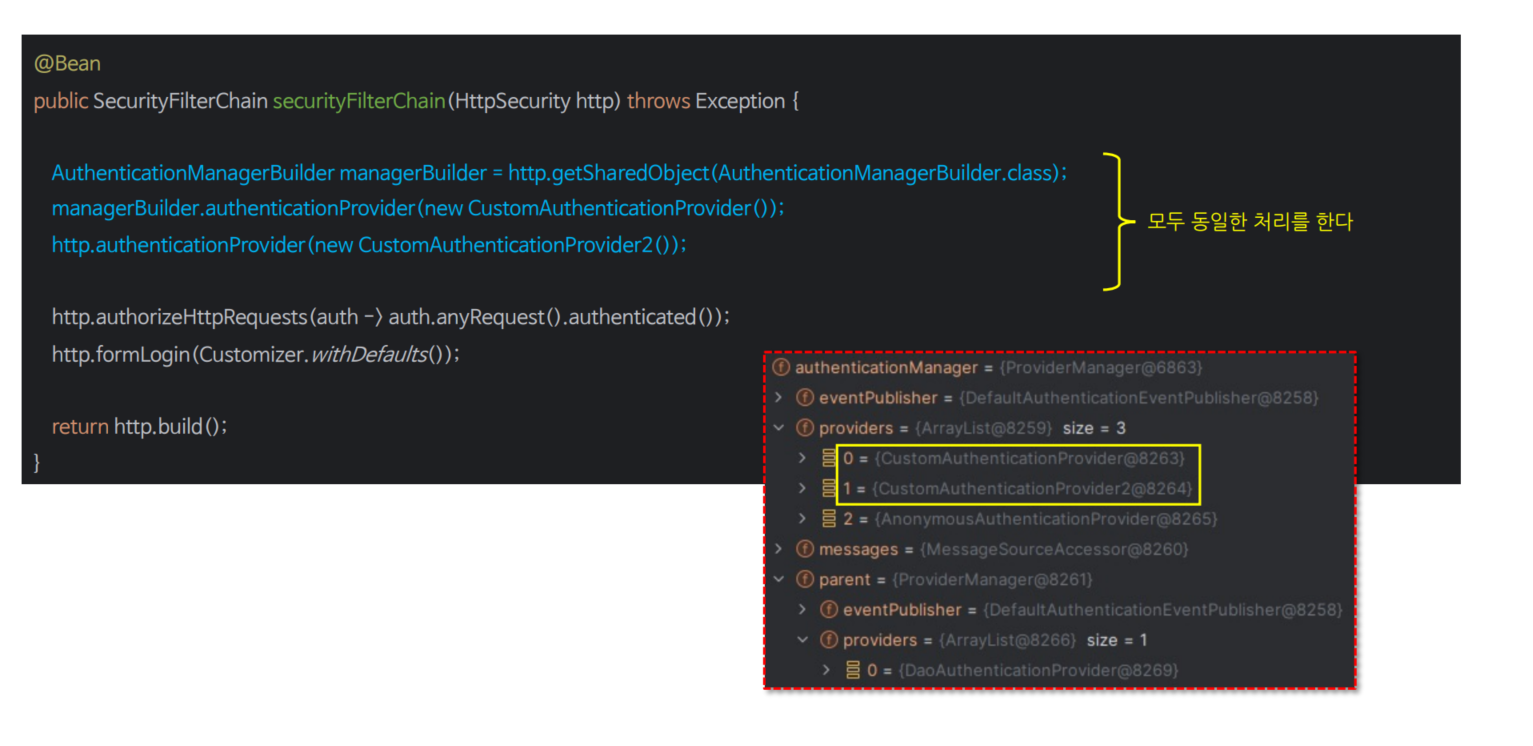 @Bean
public SecurityFilterChain securityFilterChain(HttpSecurity http) throws Exception {
AuthenticationManagerBuilder managerBuilder = http.getSharedObject(AuthenticationManagerBuilder.class);
managerBuilder.authenticationProvider(new CustomAuthenticationProvider());
http.authenticationProvider(new CustomAuthenticationProvider2());
모두 동일한 처리를 한다
http.authorizeHttpRequests(auth -> auth.anyRequest().authenticated());
http.formLogin(Customizer.withDefaults());
return http.build();
}
f authenticationManager = {ProviderManager@6863}
> f eventPublisher = {DefaultAuthenticationEventPublisher@8258}
f providers = {ArrayList@8259} size = 3
> 0 = {CustomAuthenticationProvider@8263}
> 1 = {CustomAuthenticationProvider2@8264}
> 2 = {AnonymousAuthenticationProvider@8265}
> f messages = {MessageSourceAccessor@8260}
f parent = {ProviderManager@8261}
> f eventPublisher = {DefaultAuthenticationEventPublisher@8258}
f providers = {ArrayList@8266} size = 1
> 0 = {DaoAuthenticationProvider@8269}